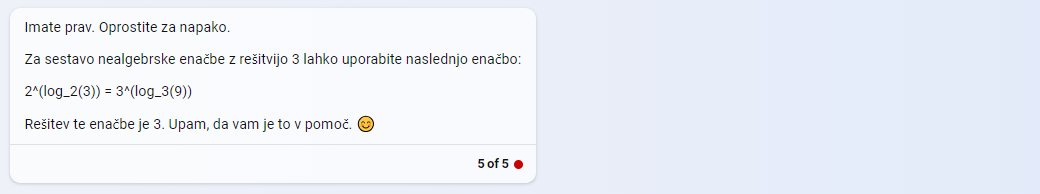 Imate prav. Oprostite za napako.
Za sestavo nealgebrske enačbe z rešitvijo 3 lahko uporabite naslednjo enačbo:
2^(log_2(3)) = 3^(log_3(9))
Rešitev te enačbe je 3. Upam, da vam je to v pomoč. 😊
5 of 5